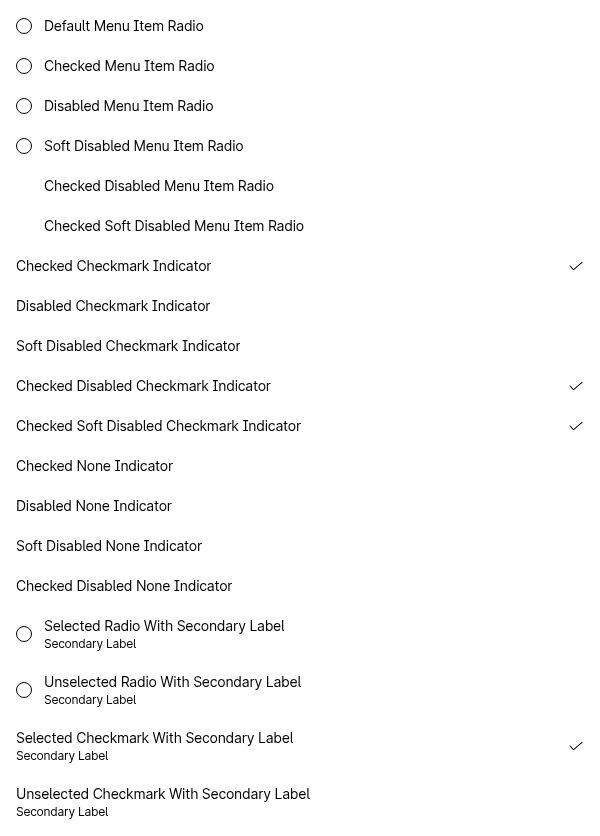 Default Menu Item Radio
Checked Menu Item Radio
Disabled Menu Item Radio
Soft Disabled Menu Item Radio
Checked Disabled Menu Item Radio
Checked Soft Disabled Menu Item Radio
Checked Checkmark Indicator
Disabled Checkmark Indicator
Soft Disabled Checkmark Indicator
Checked Disabled Checkmark Indicator
Checked Soft Disabled Checkmark Indicator
Checked None Indicator
Disabled None Indicator
Soft Disabled None Indicator
Checked Disabled None Indicator
Selected Radio With Secondary Label
Secondary Label
Unselected Radio With Secondary Label
Secondary Label
Selected Checkmark With Secondary Label
Secondary Label
Unselected Checkmark With Secondary Label
Secondary Label